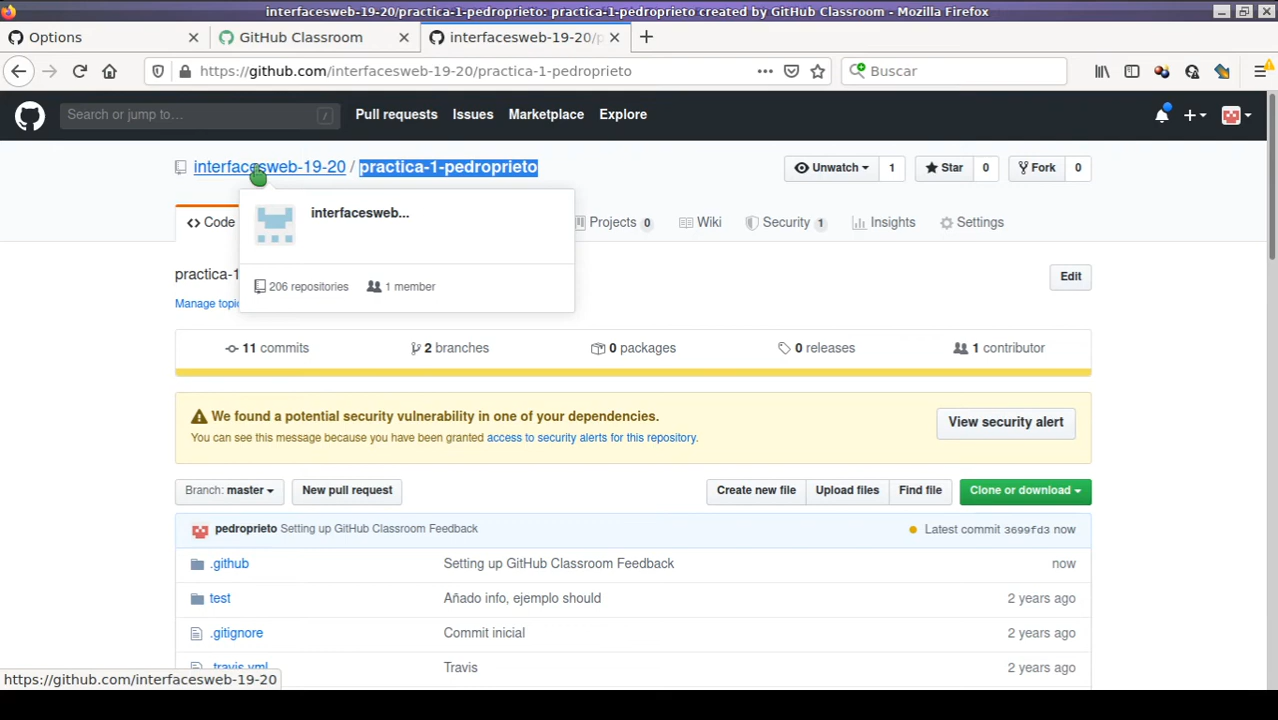 interfacesweb-19-20/practica-1-pedroprieto: practica-1-pedroprieto created by GitHub Classroom - Mozilla Firefox
Options
GitHub Classroom
interfacesweb-19-20/p
https://github.com/interfacesweb-19-20/practica-1-pedroprieto
Buscar
Search or jump to…
/
Pull requests
Issues
Marketplace
Explore
interfacesweb-19-20 / practica-1-pedroprieto
Unwatch 1
Star 0
Fork 0
interfacesweb...
206 repositories
1 member
Code
Projects 0
Wiki
Security 1
Insights
Settings
practica-1
Edit
Manage topic
11 commits
2 branches
0 packages
0 releases
1 contributor
We found a potential security vulnerability in one of your dependencies.
You can see this message because you have been granted access to security alerts for this repository.
View security alert
Branch: master
New pull request
Create new file
Upload files
Find file
Clone or download
pedroprieto Setting up GitHub Classroom Feedback
Latest commit 3699fd3 now
.github
Setting up GitHub Classroom Feedback
now
test
Añado info, ejemplo should
2 years ago
.gitignore
Commit inicial
2 years ago
.travis.yml
Travis
2 years ago
https://github.com/interfacesweb-19-20